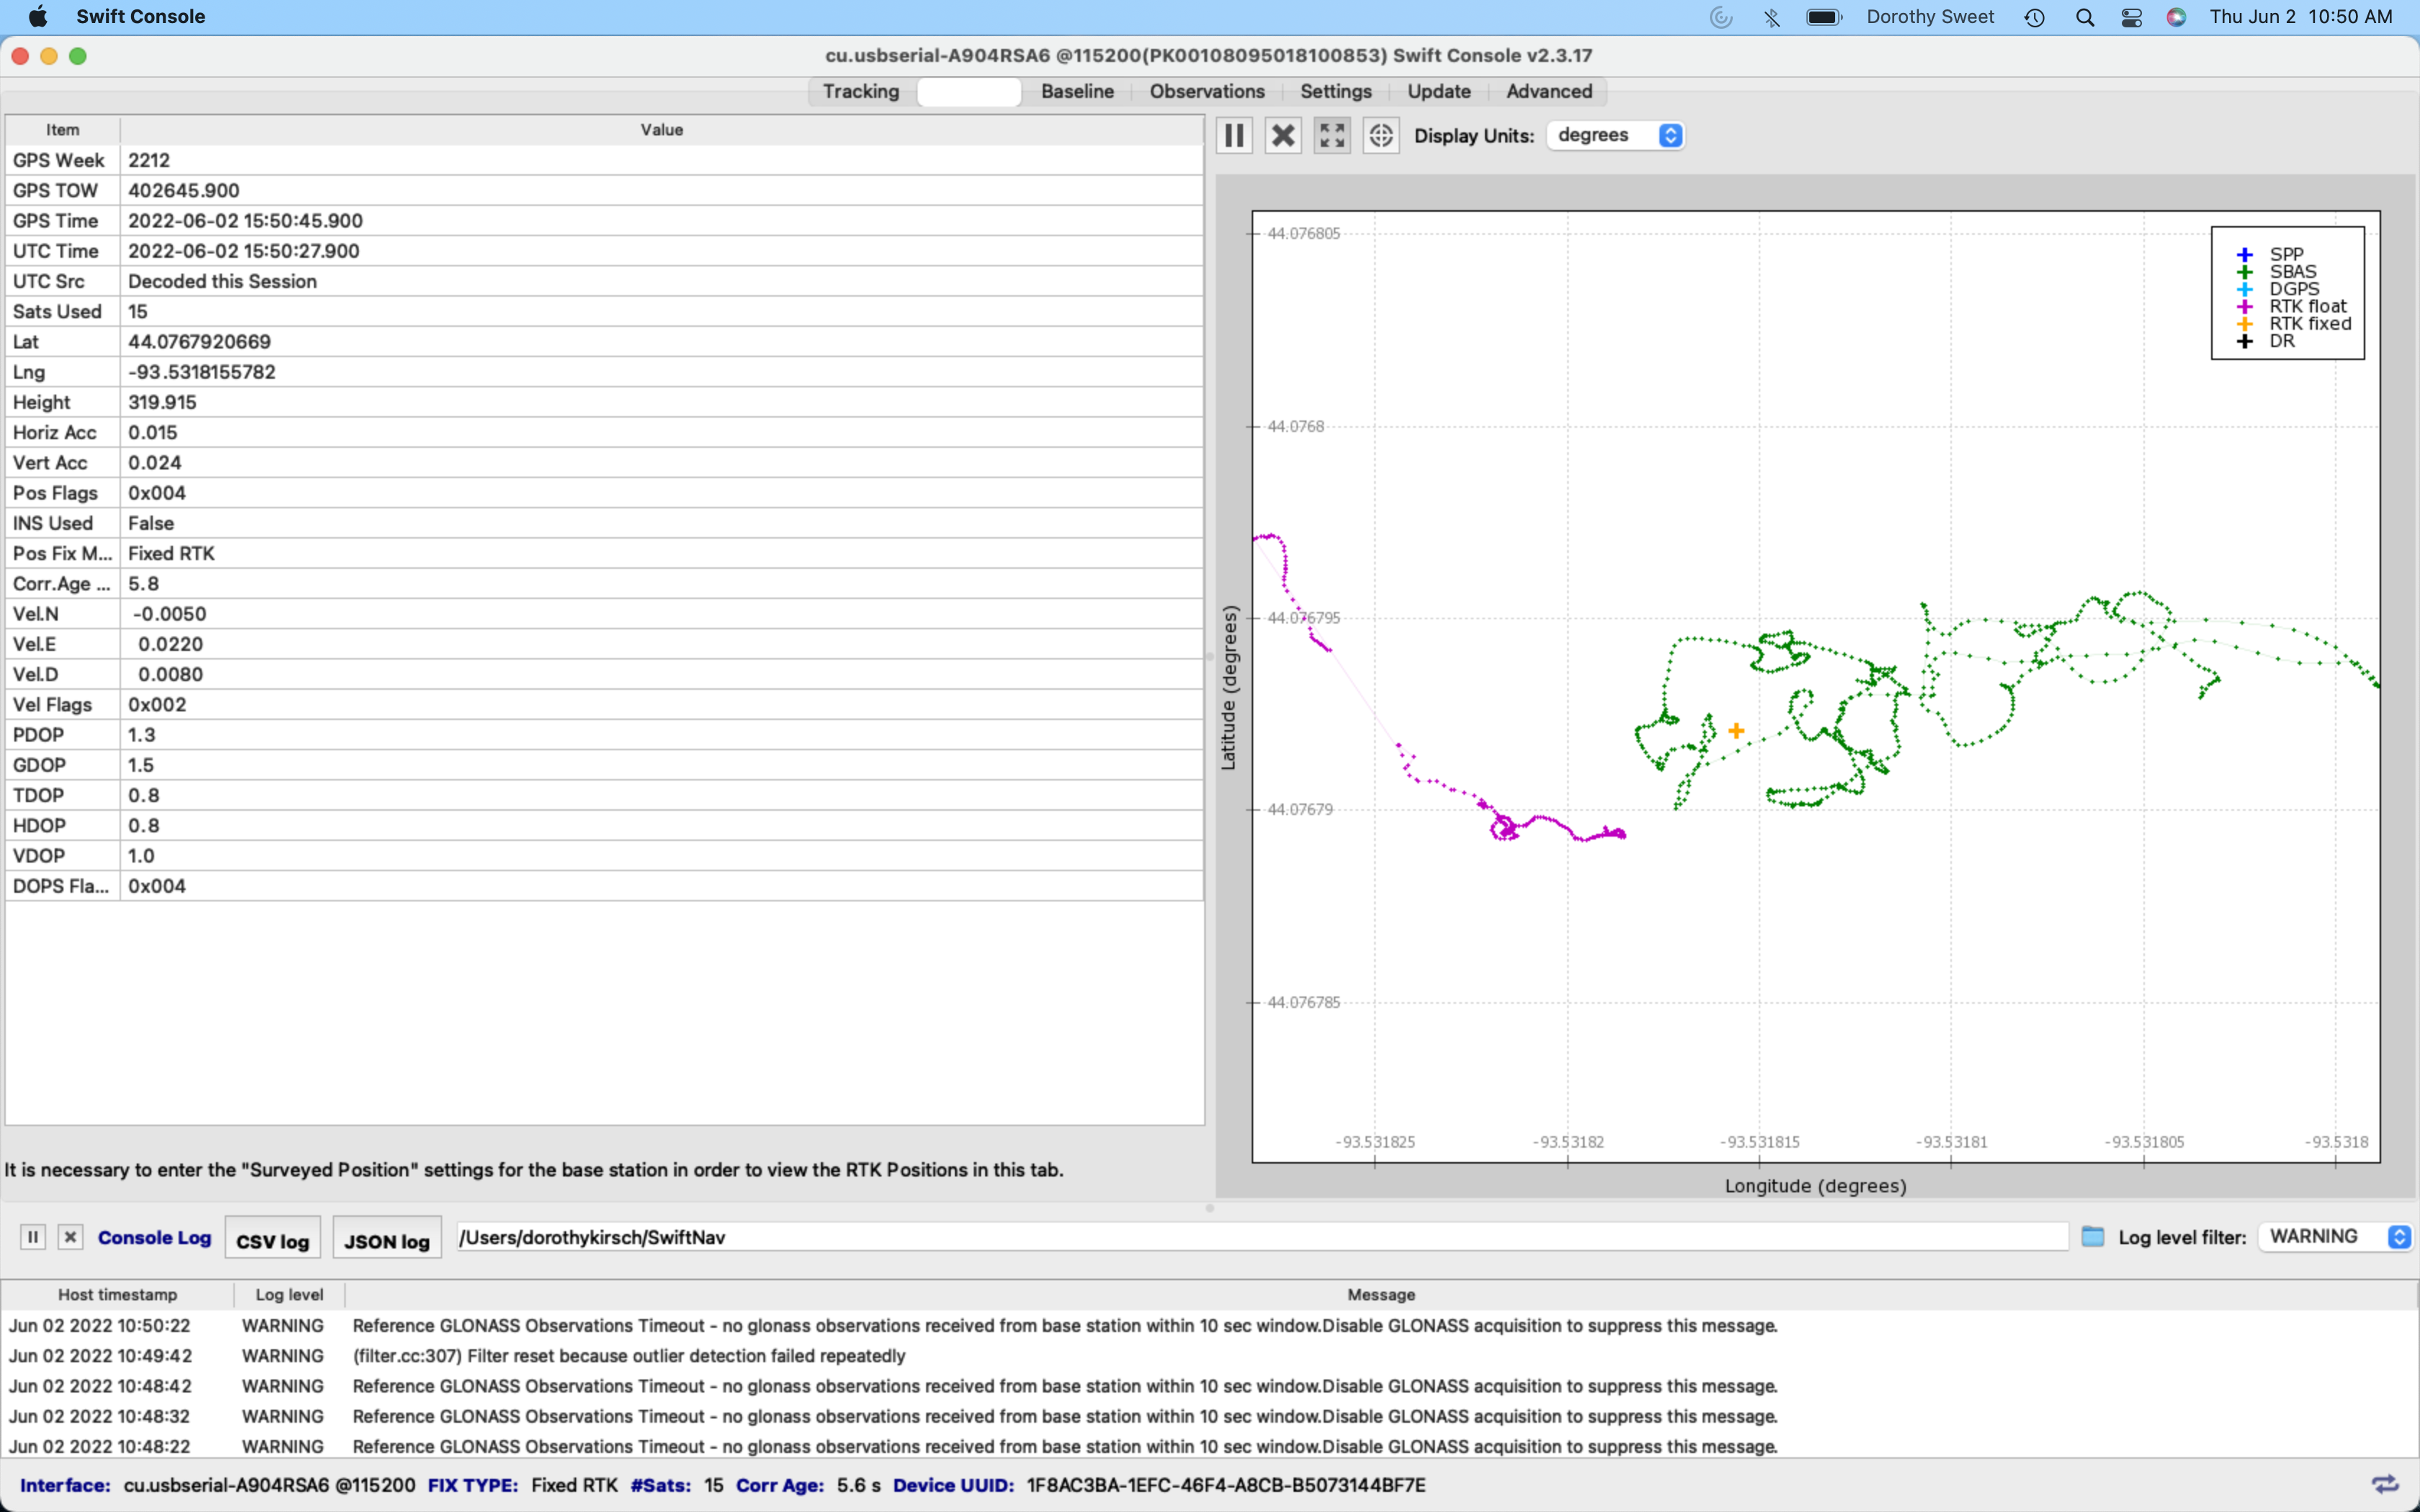 Swift Console
Dorothy Sweet
Thu Jun 2 10:50 AM
cu.usbserial-A904RSA6 @115200(PK00108095018100853) Swift Console v2.3.17
Tracking Baseline Observations Settings Update Advanced
Item Value
GPS Week 2212
GPS TOW 402645.900
GPS Time 2022-06-02 15:50:45.900
UTC Time 2022-06-02 15:50:27.900
UTC Src Decoded this Session
Sats Used 15
Lat 44.0767920669
Lng -93.5318155782
Height 319.915
Horiz Acc 0.015
Vert Acc 0.024
Pos Flags 0x004
INS Used False
Pos Fix M... Fixed RTK
Corr.Age ... 5.8
Vel.N -0.0050
Vel.E 0.0220
Vel.D 0.0080
Vel Flags 0x002
PDOP 1.3
GDOP 1.5
TDOP 0.8
HDOP 0.8
VDOP 1.0
DOPS Fla... 0x004
It is necessary to enter the "Surveyed Position" settings for the base station in order to view the RTK Positions in this tab.
Display Units: degrees
SPP
SBAS
DGPS
RTK float
RTK fixed
DR
44.076805
44.0768
44.076795
44.07679
44.076785
Latitude (degrees)
-93.531825 -93.53182 -93.531815 -93.53181 -93.531805 -93.5318
Longitude (degrees)
Console Log CSV log JSON log /Users/dorothykirsch/SwiftNav Log level filter: WARNING
Host timestamp Log level Message
Jun 02 2022 10:50:22 WARNING Reference GLONASS Observations Timeout - no glonass observations received from base station within 10 sec window.Disable GLONASS acquisition to suppress this message.
Jun 02 2022 10:49:42 WARNING (filter.cc:307) Filter reset because outlier detection failed repeatedly
Jun 02 2022 10:48:42 WARNING Reference GLONASS Observations Timeout - no glonass observations received from base station within 10 sec window.Disable GLONASS acquisition to suppress this message.
Jun 02 2022 10:48:32 WARNING Reference GLONASS Observations Timeout - no glonass observations received from base station within 10 sec window.Disable GLONASS acquisition to suppress this message.
Jun 02 2022 10:48:22 WARNING Reference GLONASS Observations Timeout - no glonass observations received from base station within 10 sec window.Disable GLONASS acquisition to suppress this message.
Interface: cu.usbserial-A904RSA6 @115200 FIX TYPE: Fixed RTK #Sats: 15 Corr Age: 5.6 s Device UUID: 1F8AC3BA-1EFC-46F4-A8CB-B5073144BF7E